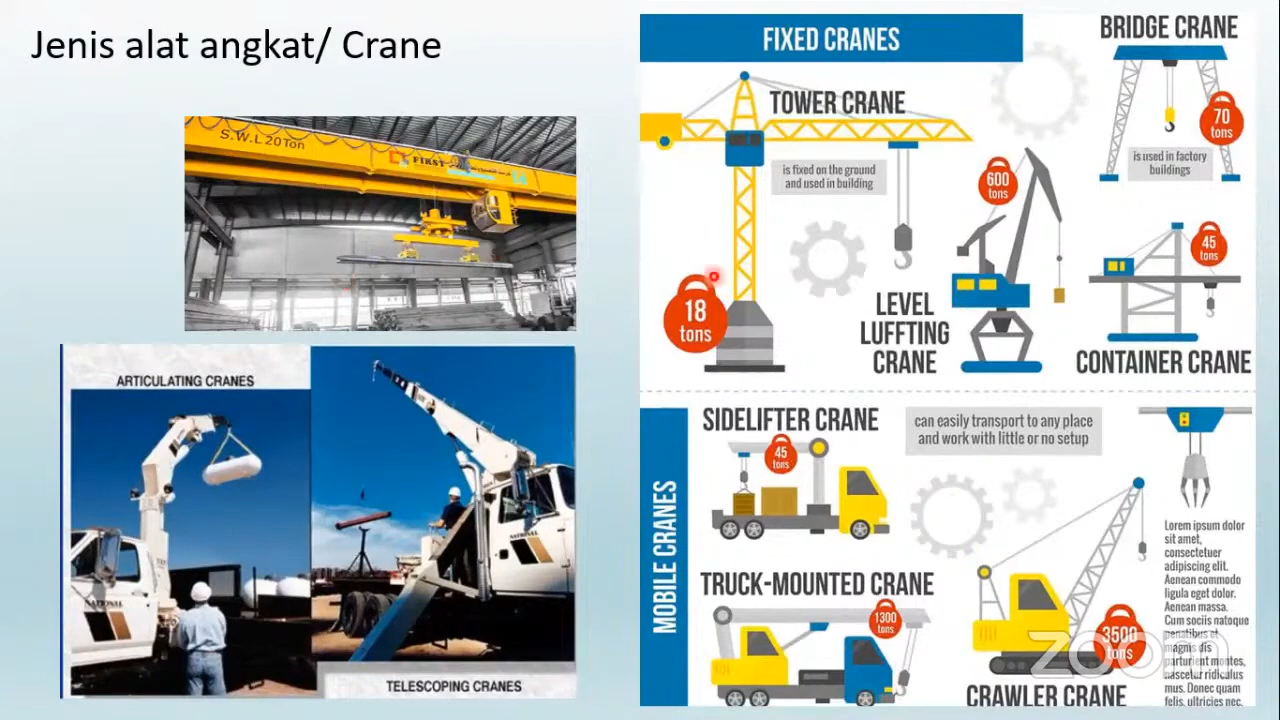 Jenis alat angkat/ Crane
S.W.L 20Ton
FIRST
ARTICULATING CRANES
NATIONAL
NATIONAL
TELESCOPING CRANES
FIXED CRANES
TOWER CRANE
is fixed on the ground
and used in building
18
tons
600
tons
LEVEL
LUFFTING
CRANE
BRIDGE CRANE
70
tons
is used in factory
buildings
45
tons
CONTAINER CRANE
MOBILE CRANES
SIDELIFTER CRANE
45
tons
can easily transport to any place
and work with little or no setup
TRUCK-MOUNTED CRANE
1300
tons
3500
tons
CRAWLER CRANE
Lorem ipsum dolor
sit amet,
consectetuer
adipiscing elit.
Aenean commodo
ligula eget dolor.
Aenean massa.
Cum sociis natoque
penatibus et
magnis dis
parturient montes,
nascetur ridiculus
mus. Donec quam
felis, ultricies nec,
zoom